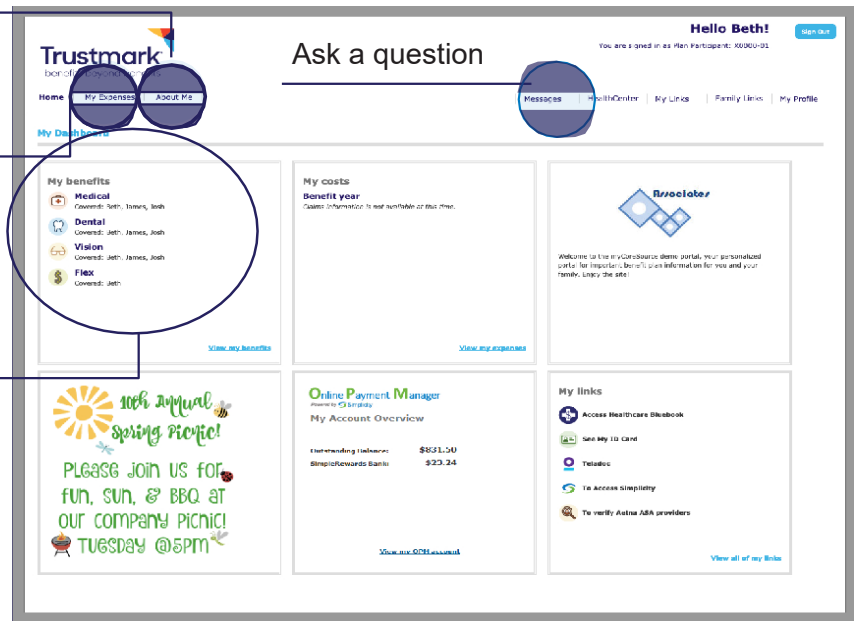 Hello Beth!
Sign Out
You are signed in as Plan Participant: X0000-01
Trustmark
benefits beyond benefits
Ask a question
Home
My Expenses
About Me
Messages
HealthCenter
My Links
Family Links
My Profile
My Dashboard
My benefits
Medical
Covered: Beth, James, Josh
Dental
Covered: Beth, James, Josh
Vision
Covered: Beth, James, Josh
Flex
Covered: Beth
View my benefits
My costs
Benefit year
Claims information is not available at this time.
View my expenses
Associates
Welcome to the myCoreSource demo portal, your personalized
portal for important benefit plan information for you and your
family. Enjoy the site!
10th Annual
Spring Picnic!
PLEASE JOIN US FOR
FUN, SUN, & BBQ AT
OUR COMPANY PICNIC!
TUESDAY @5PM
Online Payment Manager
Powered by Simplicity
My Account Overview
Outstanding Balance: $831.50
SimpleRewards Bank: $23.24
View my OPM account
My links
Access Healthcare Bluebook
See My ID Card
Teladoc
To Access Simplicity
To verify Aetna ASA providers
View all of my links